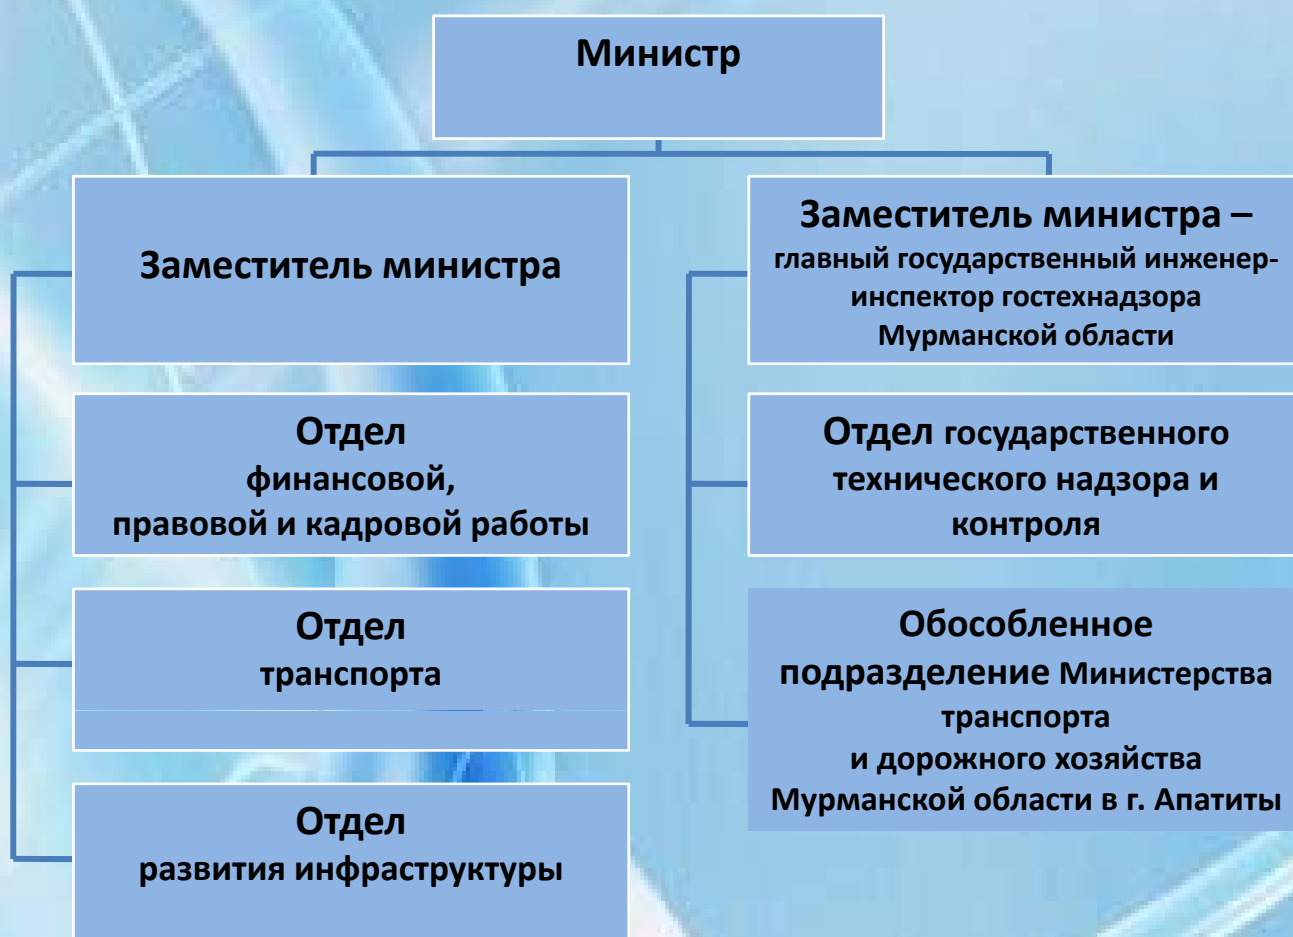 Министр
Заместитель министра
Отдел
финансовой,
правовой и кадровой работы
Отдел
транспорта
Отдел
развития инфраструктуры
Заместитель министра –
главный государственный инженер-
инспектор гостехнадзора
Мурманской области
Отдел государственного
технического надзора и
контроля
Обособленное
подразделение Министерства
транспорта
и дорожного хозяйства
Мурманской области в г. Апатиты